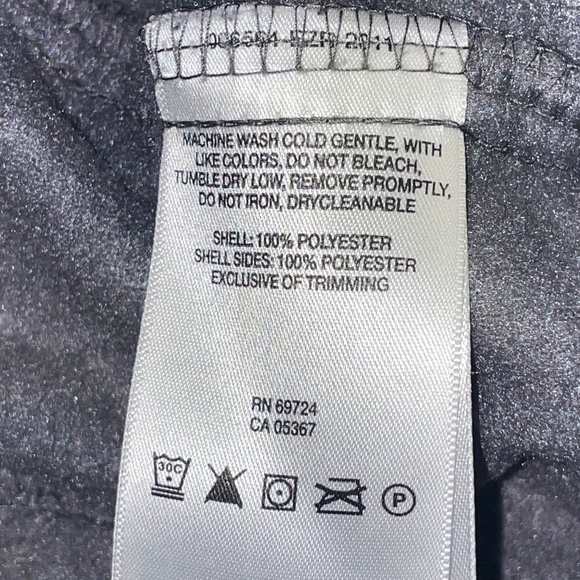 2011
MACHINE WASH COLD GENTLE, WITH
LIKE COLORS, DO NOT BLEACH,
TUMBLE DRY LOW, REMOVE PROMPTLY,
DO NOT IRON, DRYCLEANABLE
SHELL: 100% POLYESTER
SHELL SIDES: 100% POLYESTER
EXCLUSIVE OF TRIMMING
RN 69724
CA 05367
30C P